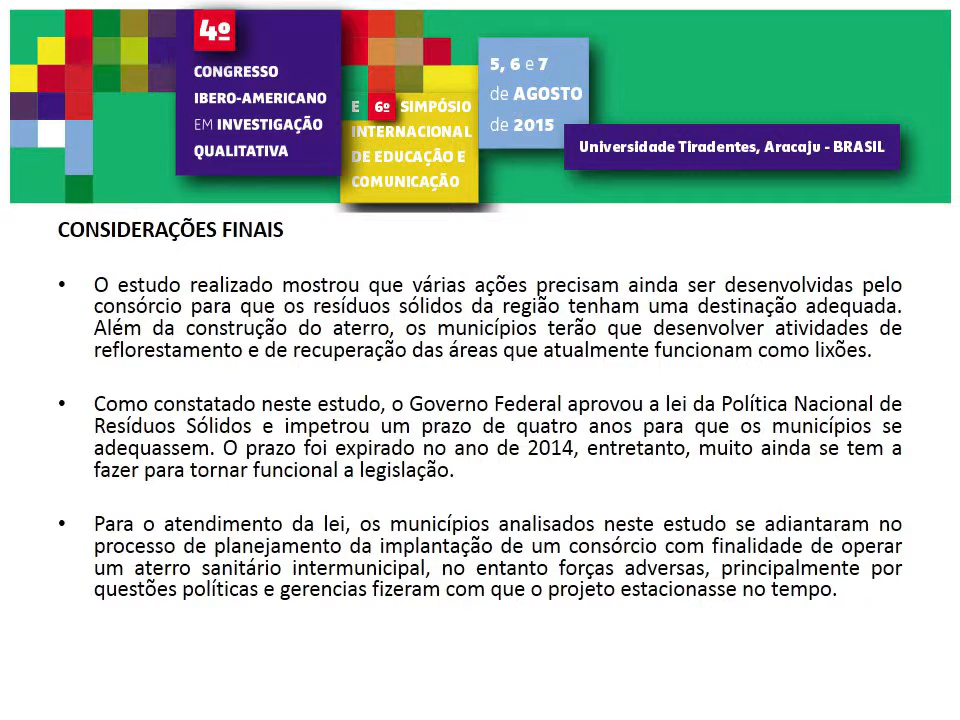 4º
CONGRESSO
IBERO-AMERICANO
EM INVESTIGAÇÃO
QUALITATIVA
E 6º SIMPÓSIO
INTERNACIONAL
DE EDUCAÇÃO E
COMUNICAÇÃO
5, 6 e 7
de AGOSTO
de 2015
Universidade Tiradentes, Aracaju - BRASIL
CONSIDERAÇÕES FINAIS
• O estudo realizado mostrou que várias ações precisam ainda ser desenvolvidas pelo
consórcio para que os resíduos sólidos da região tenham uma destinação adequada.
Além da construção do aterro, os municípios terão que desenvolver atividades de
reflorestamento e de recuperação das áreas que atualmente funcionam como lixões.
• Como constatado neste estudo, o Governo Federal aprovou a lei da Política Nacional de
Resíduos Sólidos e impetrou um prazo de quatro anos para que os municípios se
adequassem. O prazo foi expirado no ano de 2014, entretanto, muito ainda se tem a
fazer para tornar funcional a legislação.
• Para o atendimento da lei, os municípios analisados neste estudo se adiantaram no
processo de planejamento da implantação de um consórcio com finalidade de operar
um aterro sanitário intermunicipal, no entanto forças adversas, principalmente por
questões políticas e gerencias fizeram com que o projeto estacionasse no tempo.